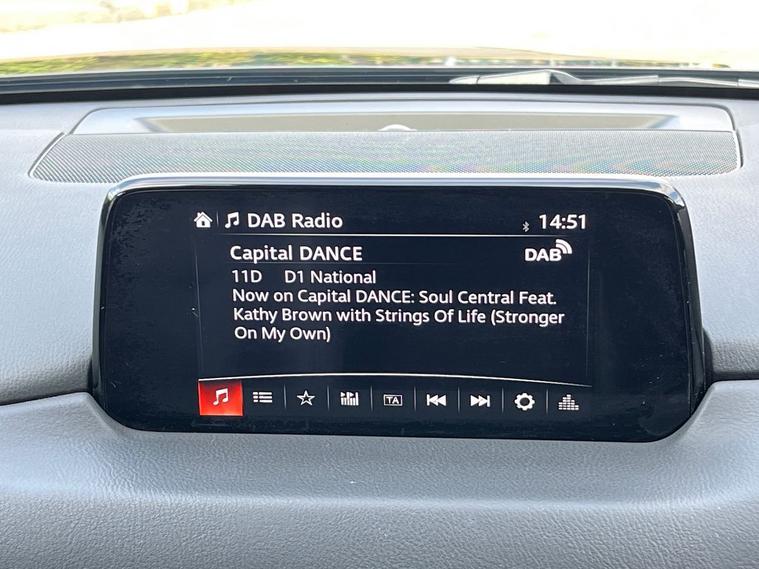 DAB Radio 14:51
Capital DANCE DAB
11D D1 National
Now on Capital DANCE: Soul Central Feat.
Kathy Brown with Strings Of Life (Stronger
On My Own)
TA